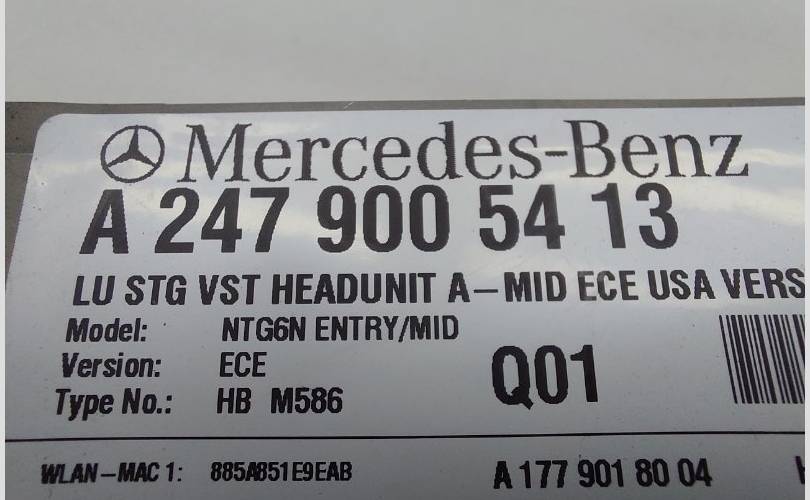 Mercedes-Benz
A 247 900 54 13
LU STG VST HEADUNIT A-MID ECE USA VERS
Model: NTG6N ENTRY/MID
Version: ECE
Q01
Type No.: HB M586
WLAN-MAC 1: 885A851E9EAB A 177 901 80 04